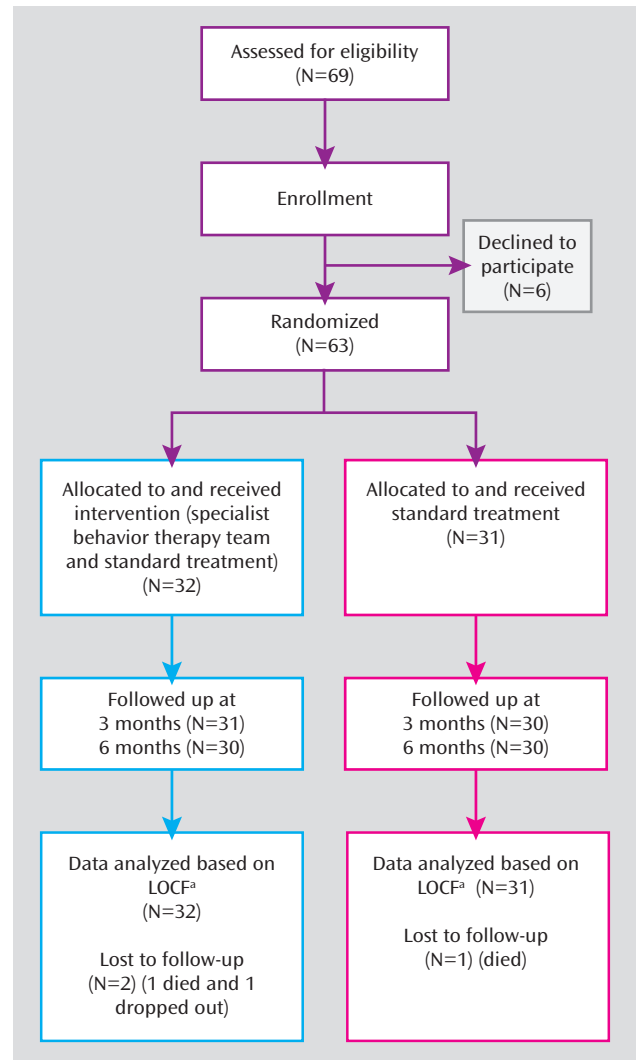 Assessed for eligibility
(N=69)
Enrollment
Declined to
participate
(N=6)
Randomized
(N=63)
Allocated to and received
intervention (specialist
behavior therapy team
and standard treatment)
(N=32)
Allocated to and received
standard treatment
(N=31)
Followed up at
3 months (N=31)
6 months (N=30)
Followed up at
3 months (N=30)
6 months (N=30)
Data analyzed based on
LOCFᵃ
(N=32)
Lost to follow-up
(N=2) (1 died and 1
dropped out)
Data analyzed based on
LOCFᵃ (N=31)
Lost to follow-up
(N=1) (died)